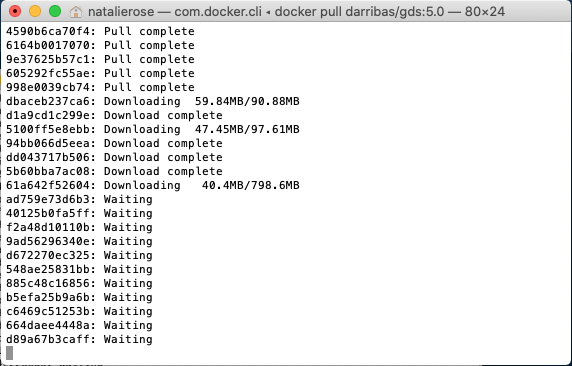 natalierose — com.docker.cli ◂ docker pull darribas/gds:5.0 — 80×24
4590b6ca70f4: Pull complete
6164b0017070: Pull complete
9e37625b57c1: Pull complete
605292fc55ae: Pull complete
998e0039cb74: Pull complete
dbaceb237ca6: Downloading  59.84MB/90.88MB
d1a9cd1c299e: Download complete
5100ff5e8ebb: Downloading  47.45MB/97.61MB
94bb066d5eea: Download complete
dd043717b506: Download complete
5b60bba7ac08: Download complete
61a642f52604: Downloading   40.4MB/798.6MB
ad759e73d6b3: Waiting
40125b0fa5ff: Waiting
f2a48d10110b: Waiting
9ad56296340e: Waiting
d672270ec325: Waiting
548ae25831bb: Waiting
885c48c16856: Waiting
b5efa25b9a6b: Waiting
c6469c51253b: Waiting
664daee4448a: Waiting
d89a67b3caff: Waiting